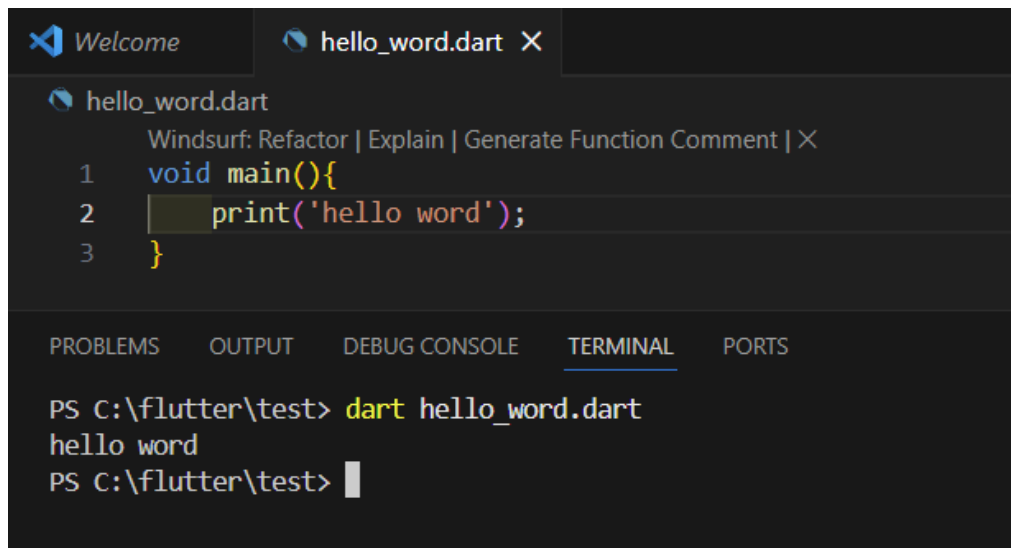 Welcome hello_word.dart
hello_word.dart
Windsurf: Refactor | Explain | Generate Function Comment | ✕
1 void main(){
2 print('hello word');
3 }
PROBLEMS OUTPUT DEBUG CONSOLE TERMINAL PORTS
PS C:\flutter\test> dart hello_word.dart
hello word
PS C:\flutter\test>